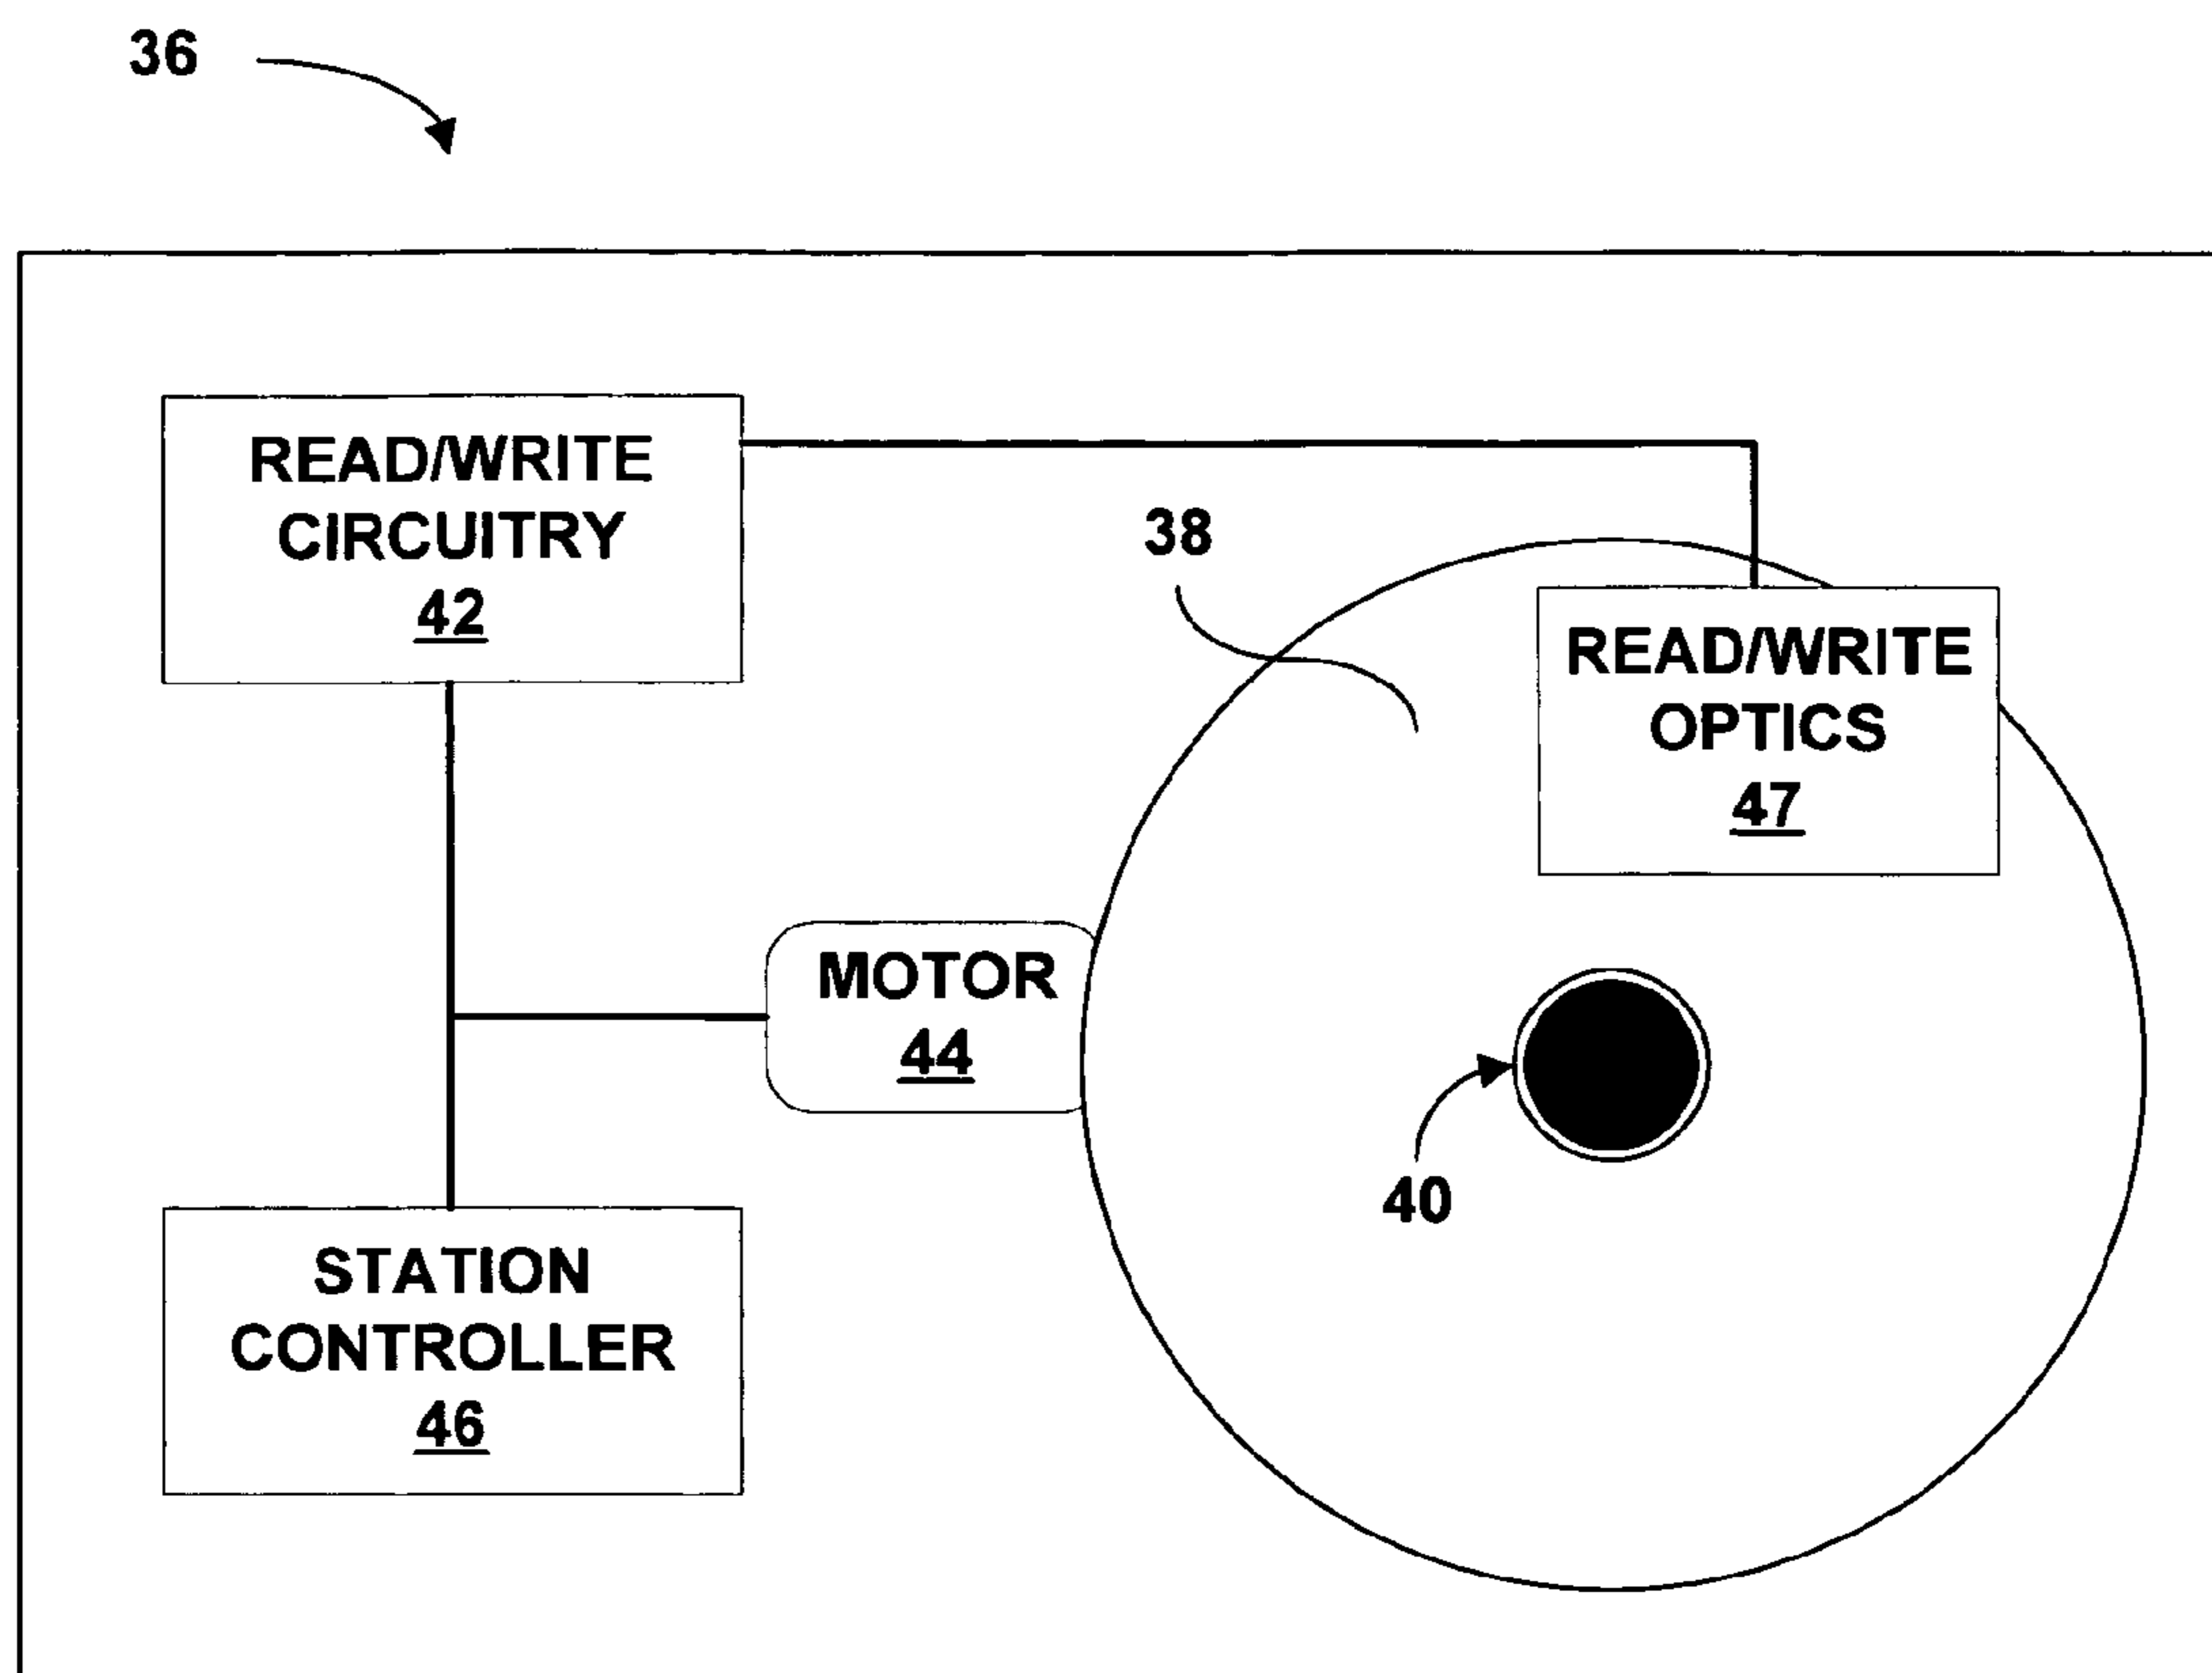 36
READ/WRITE
CIRCUITRY
42
38
READ/WRITE
OPTICS
47
MOTOR
44
40
STATION
CONTROLLER
46